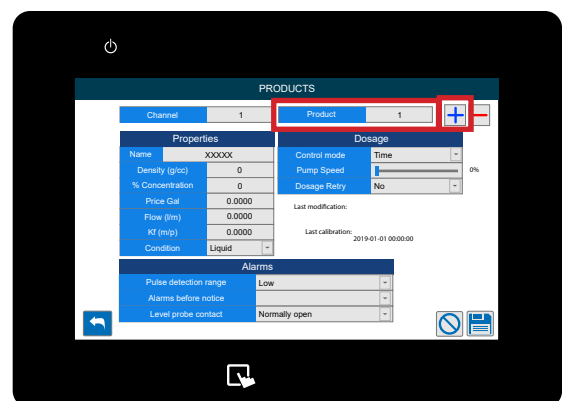 PRODUCTS
Channel 1 Product 1
Properties
Name XXXXX
Density (g/cc) 0
% Concentration 0
Price Gal 0.0000
Flow (l/m) 0.0000
Kf (m/p) 0.0000
Condition Liquid
Dosage
Control mode Time
Pump Speed 0%
Dosage Retry No
Last modification:
Last calibration:
2019-01-01 00:00:00
Alarms
Pulse detection range Low
Alarms before notice
Level probe contact Normally open